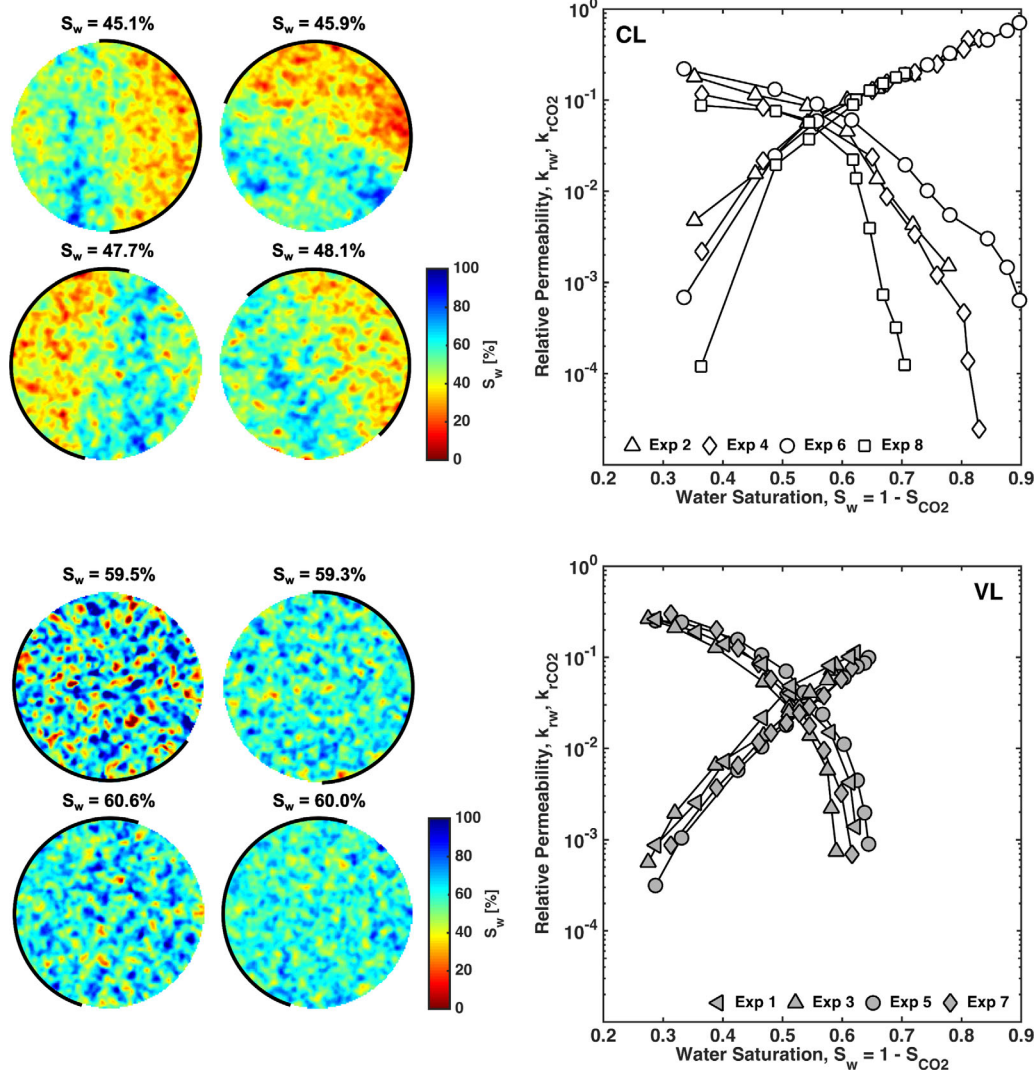 S_w = 45.1%
S_w = 45.9%
S_w = 47.7%
S_w = 48.1%
100
80
60
40
20
0
S_w [%]
CL
Relative Permeability, k_rw, k_rCO2
10^0
10^-1
10^-2
10^-3
10^-4
Exp 2 Exp 4 Exp 6 Exp 8
0.2 0.3 0.4 0.5 0.6 0.7 0.8 0.9
Water Saturation, S_w = 1 - S_CO2
S_w = 59.5%
S_w = 59.3%
S_w = 60.6%
S_w = 60.0%
100
80
60
40
20
0
S_w [%]
VL
Relative Permeability, k_rw, k_rCO2
10^0
10^-1
10^-2
10^-3
10^-4
Exp 1 Exp 3 Exp 5 Exp 7
0.2 0.3 0.4 0.5 0.6 0.7 0.8 0.9
Water Saturation, S_w = 1 - S_CO2